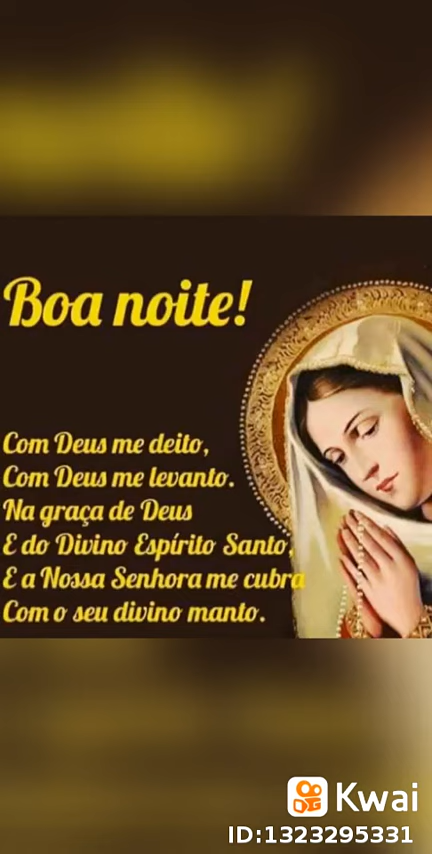 Boa noite!
Com Deus me deito,
Com Deus me levanto.
Na graça de Deus
E do Divino Espírito Santo,
E a Nossa Senhora me cubra
Com o seu divino manto.
Kwai
ID:1323295331